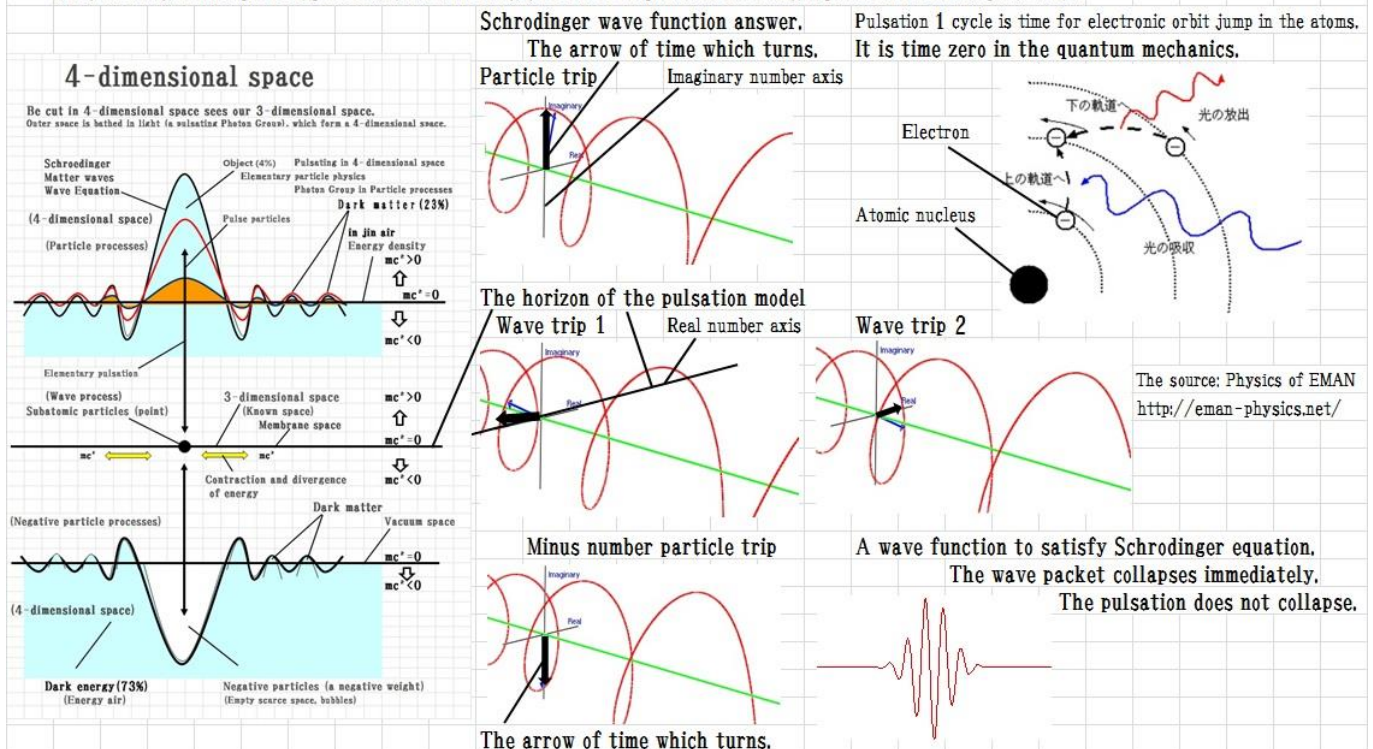 4-dimensional space
Be cut in 4-dimensional space sees our 3-dimensional space.
Outer space is bathed in light (a pulsating Photon Group), which form a 4-dimensional space.
Schroedinger
Matter waves
Wave Equation
(4-dimensional space)
(Particle processes)
Object (4%)
Elementary particle physics
Pulsating in 4-dimensional space
Photon Group in Particle processes
Dark matter (23%)
Pulse particles
in jin air
Energy density
mc²>0
mc²=0
mc²<0
Elementary pulsation
(Wave process)
Subatomic particles (point)
3-dimensional space
(Known space)
Membrane space
mc²>0
mc²=0
mc²<0
mc²
mc²
Contraction and divergence
of energy
Dark matter
(Negative particle processes)
Vacuum space
mc²=0
mc²<0
(4-dimensional space)
Dark energy(73%)
(Energy air)
Negative particles (a negative weight)
(Empty scarce space, bubbles)
Schrodinger wave function answer.
The arrow of time which turns.
Particle trip
Imaginary number axis
Imaginary
Real
The horizon of the pulsation model
Wave trip 1
Real number axis
Imaginary
Real
Minus number particle trip
Imaginary
Real
The arrow of time which turns.
Pulsation 1 cycle is time for electronic orbit jump in the atoms.
It is time zero in the quantum mechanics.
Electron
Atomic nucleus
下の軌道へ
光の放出
上の軌道へ
光の吸収
Wave trip 2
Imaginary
Real
The source: Physics of EMAN
http://eman-physics.net/
A wave function to satisfy Schrodinger equation.
The wave packet collapses immediately.
The pulsation does not collapse.